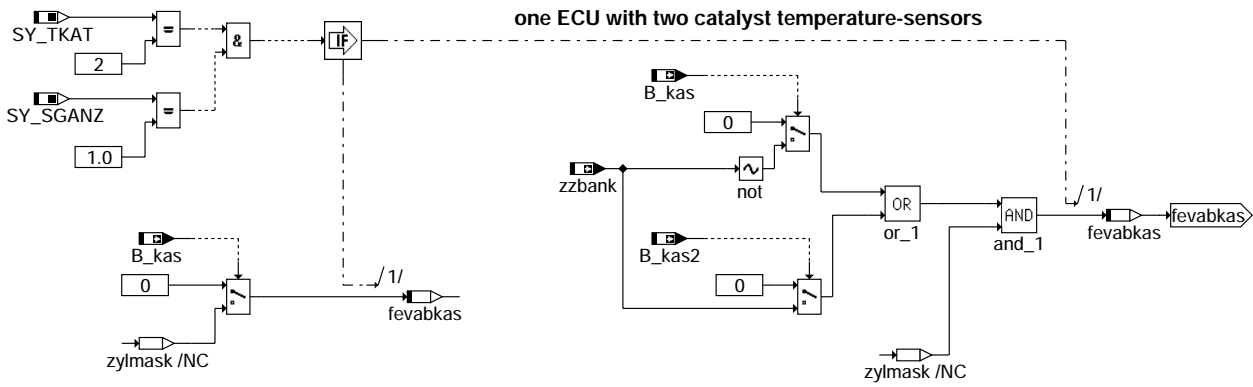 one ECU with two catalyst temperature-sensors
SY_TKAT
=
2
&
IF
SY_SGANZ
=
1.0
B_kas
0
zylmask /NC
/1/
fevabkas
B_kas
0
zzbank
not
B_kas2
0
OR
or_1
AND
and_1
zylmask /NC
/1/
fevabkas
fevabkas